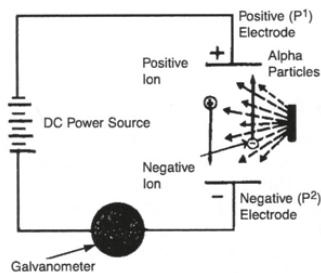 Positive (P¹)
Electrode
+
Positive
Ion
Alpha
Particles
+
DC Power Source
−
Negative
Ion
−
Negative (P²)
Electrode
Galvanometer